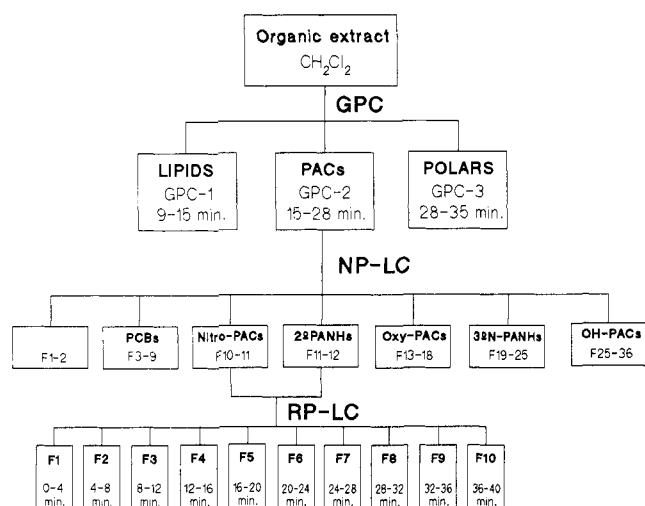 Organic extract
CH₂Cl₂
GPC
LIPIDS
GPC-1
9-15 min.
PACs
GPC-2
15-28 min.
POLARS
GPC-3
28-35 min.
NP-LC
F1-2
PCBs
F3-9
Nitro-PACs
F10-11
2ºPANHs
F11-12
Oxy-PACs
F13-18
3ºN-PANHs
F19-25
OH-PACs
F25-36
RP-LC
F1
0-4
min.
F2
4-8
min.
F3
8-12
min.
F4
12-16
min.
F5
16-20
min.
F6
20-24
min.
F7
24-28
min.
F8
28-32
min.
F9
32-36
min.
F10
36-40
min.